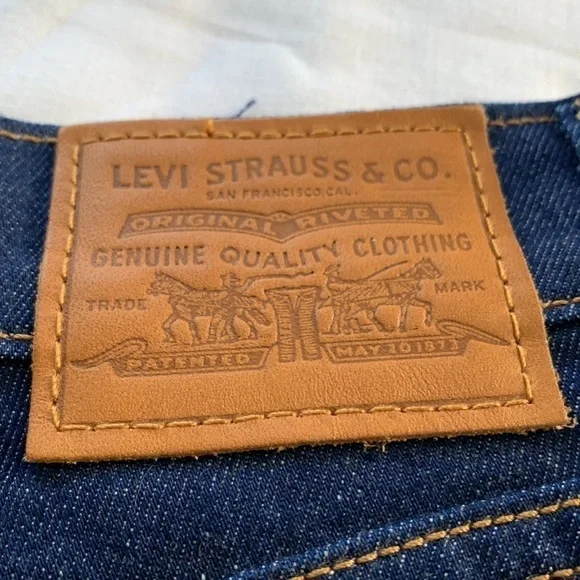 LEVI STRAUSS & CO.
SAN FRANCISCO, CAL.
ORIGINAL RIVETED
GENUINE QUALITY CLOTHING
TRADE MARK
PATENTED MAY 20 1873